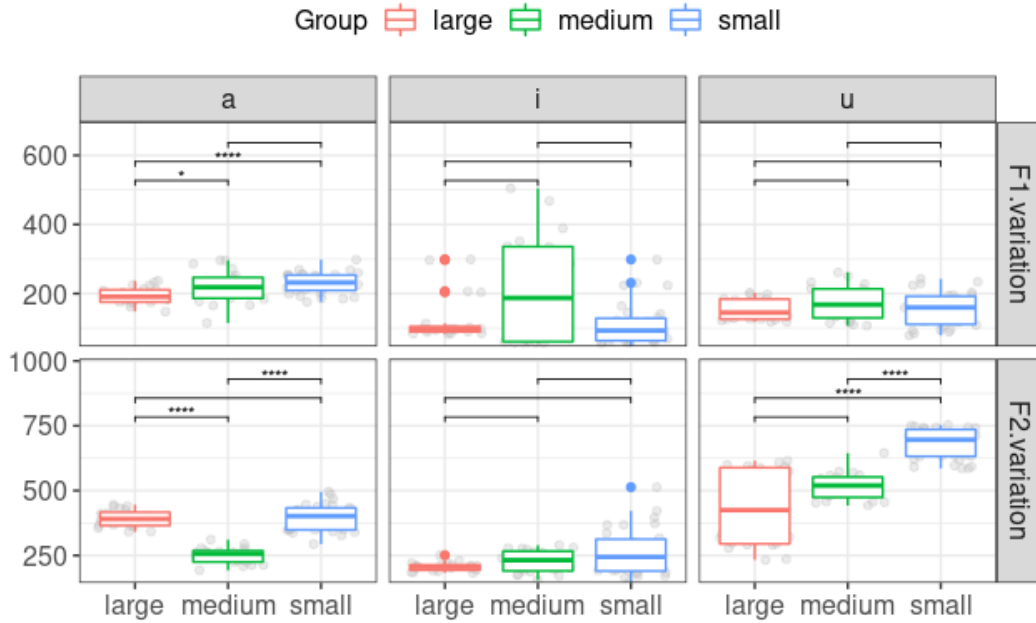 Group large medium small
a i u
600
400
200
F1.variation
****
*
1000
750
500
250
F2.variation
**** ****
**** ****
large medium small large medium small large medium small